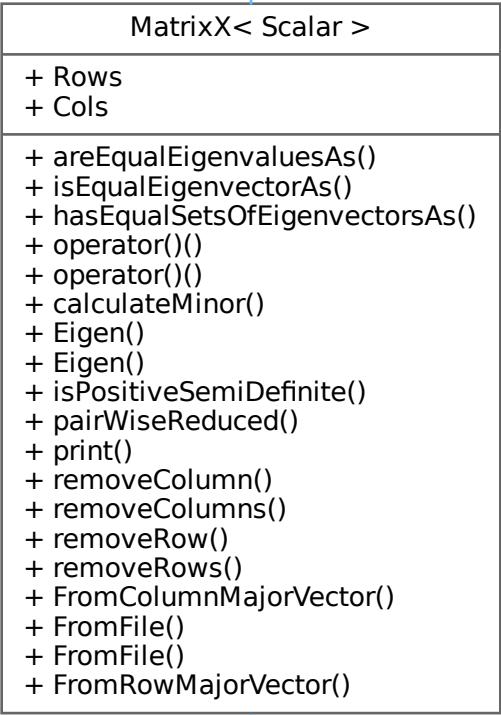 MatrixX< Scalar >
+ Rows
+ Cols
+ areEqualEigenvaluesAs()
+ isEqualEigenvectorAs()
+ hasEqualSetsOfEigenvectorsAs()
+ operator()()
+ operator()()
+ calculateMinor()
+ Eigen()
+ Eigen()
+ isPositiveSemiDefinite()
+ pairWiseReduced()
+ print()
+ removeColumn()
+ removeColumns()
+ removeRow()
+ removeRows()
+ FromColumnMajorVector()
+ FromFile()
+ FromFile()
+ FromRowMajorVector()